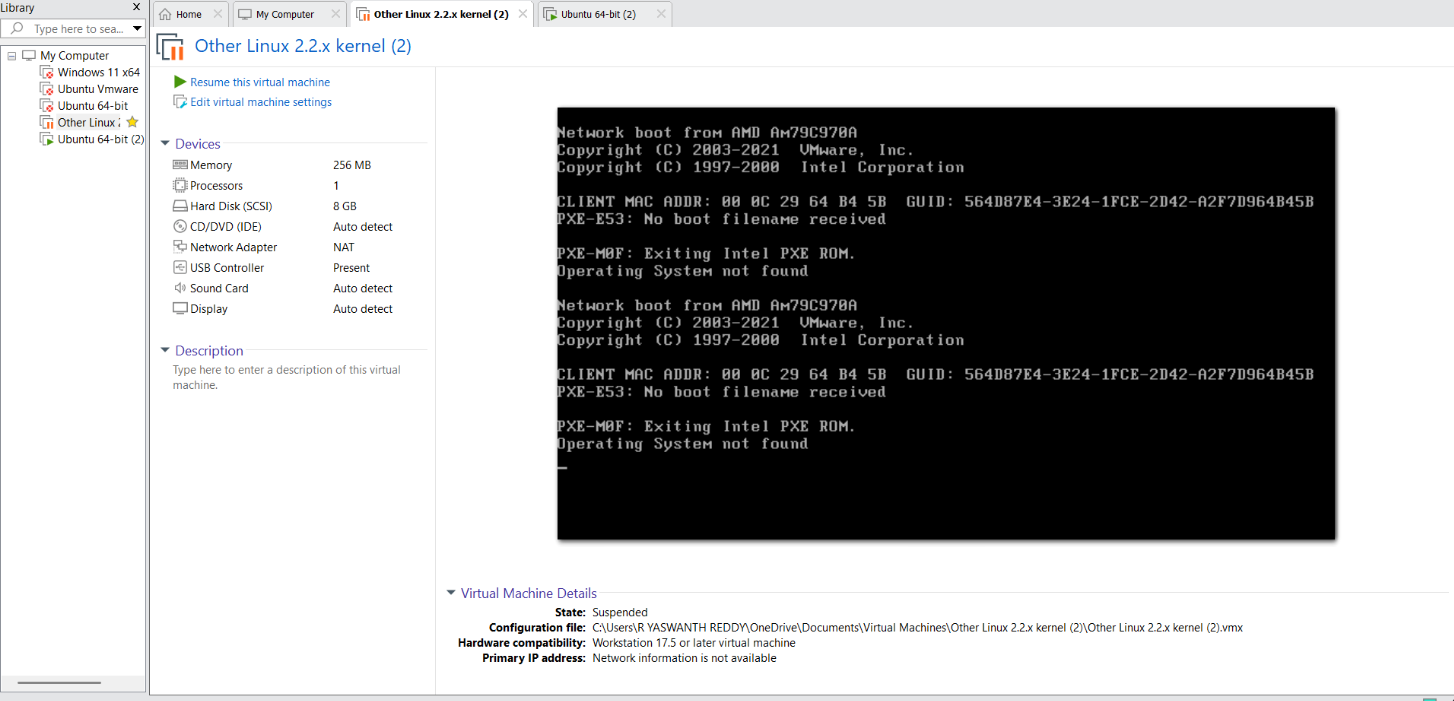 Library X
Type here to sea...
My Computer
Windows 11 x64
Ubuntu Vmware
Ubuntu 64-bit
Other Linux 2
Ubuntu 64-bit (2)
Home
My Computer
Other Linux 2.2.x kernel (2)
Ubuntu 64-bit (2)
Other Linux 2.2.x kernel (2)
Resume this virtual machine
Edit virtual machine settings
Devices
Memory 256 MB
Processors 1
Hard Disk (SCSI) 8 GB
CD/DVD (IDE) Auto detect
Network Adapter NAT
USB Controller Present
Sound Card Auto detect
Display Auto detect
Description
Type here to enter a description of this virtual
machine.
Network boot from AMD Am79C970A
Copyright (C) 2003-2021 VMware, Inc.
Copyright (C) 1997-2000 Intel Corporation
CLIENT MAC ADDR: 00 0C 29 64 B4 5B GUID: 564D87E4-3E24-1FCE-2D42-A2F7D964B45B
PXE-E53: No boot filename received
PXE-M0F: Exiting Intel PXE ROM.
Operating System not found
Network boot from AMD Am79C970A
Copyright (C) 2003-2021 VMware, Inc.
Copyright (C) 1997-2000 Intel Corporation
CLIENT MAC ADDR: 00 0C 29 64 B4 5B GUID: 564D87E4-3E24-1FCE-2D42-A2F7D964B45B
PXE-E53: No boot filename received
PXE-M0F: Exiting Intel PXE ROM.
Operating System not found
Virtual Machine Details
State: Suspended
Configuration file: C:\Users\R YASWANTH REDDY\OneDrive\Documents\Virtual Machines\Other Linux 2.2.x kernel (2)\Other Linux 2.2.x kernel (2).vmx
Hardware compatibility: Workstation 17.5 or later virtual machine
Primary IP address: Network information is not available